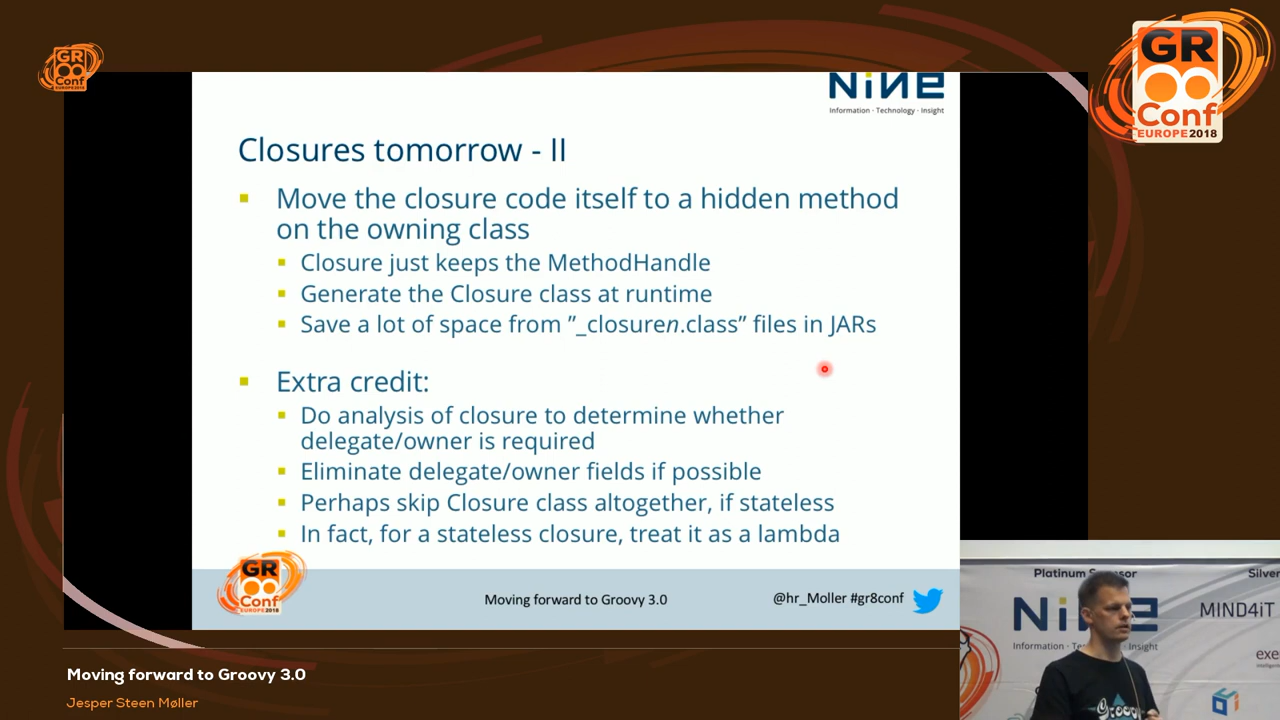 GR
Conf
EUROPE2018
GR
Conf
EUROPE2018
NiNE
Information · Technology · Insight
Closures tomorrow - II
Move the closure code itself to a hidden method
on the owning class
Closure just keeps the MethodHandle
Generate the Closure class at runtime
Save a lot of space from ”_closuren.class” files in JARs
Extra credit:
Do analysis of closure to determine whether
delegate/owner is required
Eliminate delegate/owner fields if possible
Perhaps skip Closure class altogether, if stateless
In fact, for a stateless closure, treat it as a lambda
GR
Conf
EUROPE2018
Moving forward to Groovy 3.0
@hr_Moller #gr8conf
Platinum Sponsor
Silver
NiNE
MIND4iT
Information
Insight
exe
Moving forward to Groovy 3.0
Jesper Steen Møller